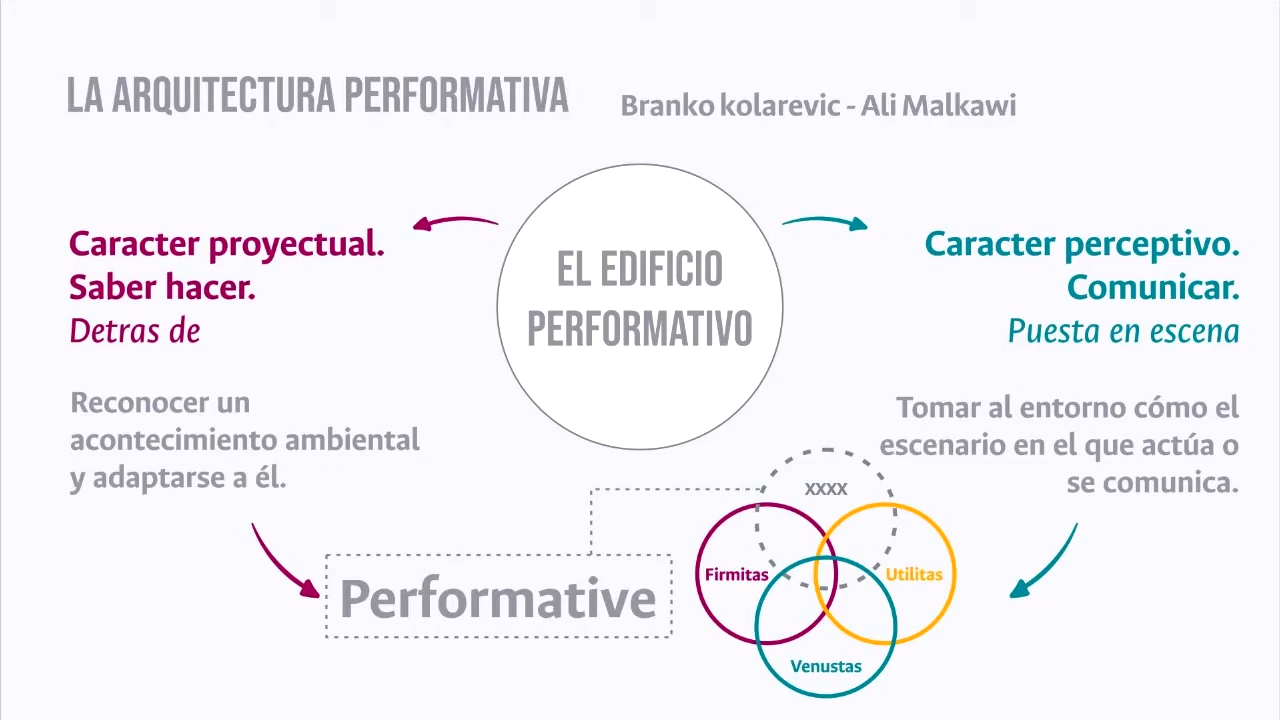 LA ARQUITECTURA PERFORMATIVA
Branko kolarevic - Ali Malkawi
EL EDIFICIO
PERFORMATIVO
Caracter proyectual.
Saber hacer.
Detras de
Reconocer un
acontecimiento ambiental
y adaptarse a él.
Caracter perceptivo.
Comunicar.
Puesta en escena
Tomar al entorno cómo el
escenario en el que actúa o
se comunica.
Performative
XXXX
Firmitas
Utilitas
Venustas